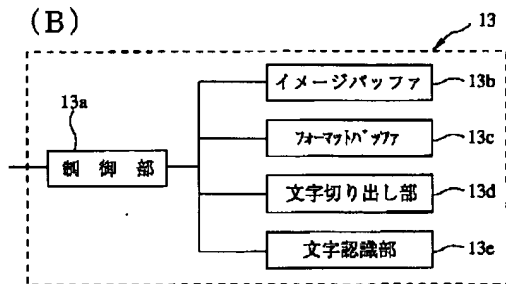 (B)
13
13a
制御部
イメージバッファ
13b
フォーマットバッファ
13c
文字切り出し部
13d
文字認識部
13e